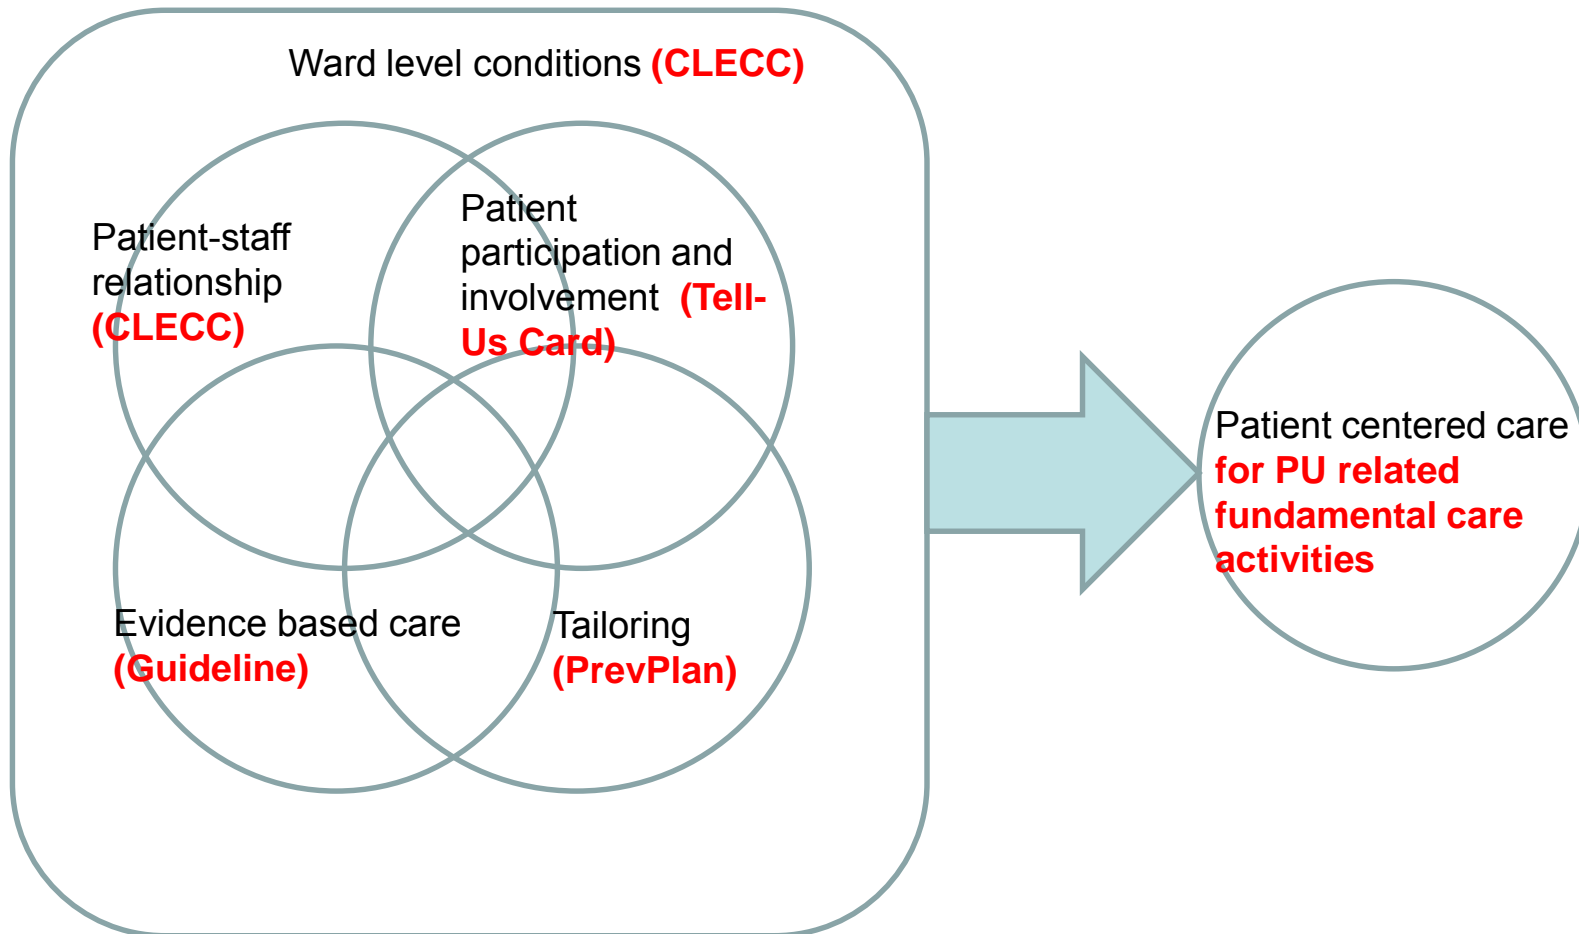 Ward level conditions (CLECC)
Patient-staff
relationship
(CLECC)
Patient
participation and
involvement (Tell-
Us Card)
Evidence based care
(Guideline)
Tailoring
(PrevPlan)
Patient centered care
for PU related
fundamental care
activities